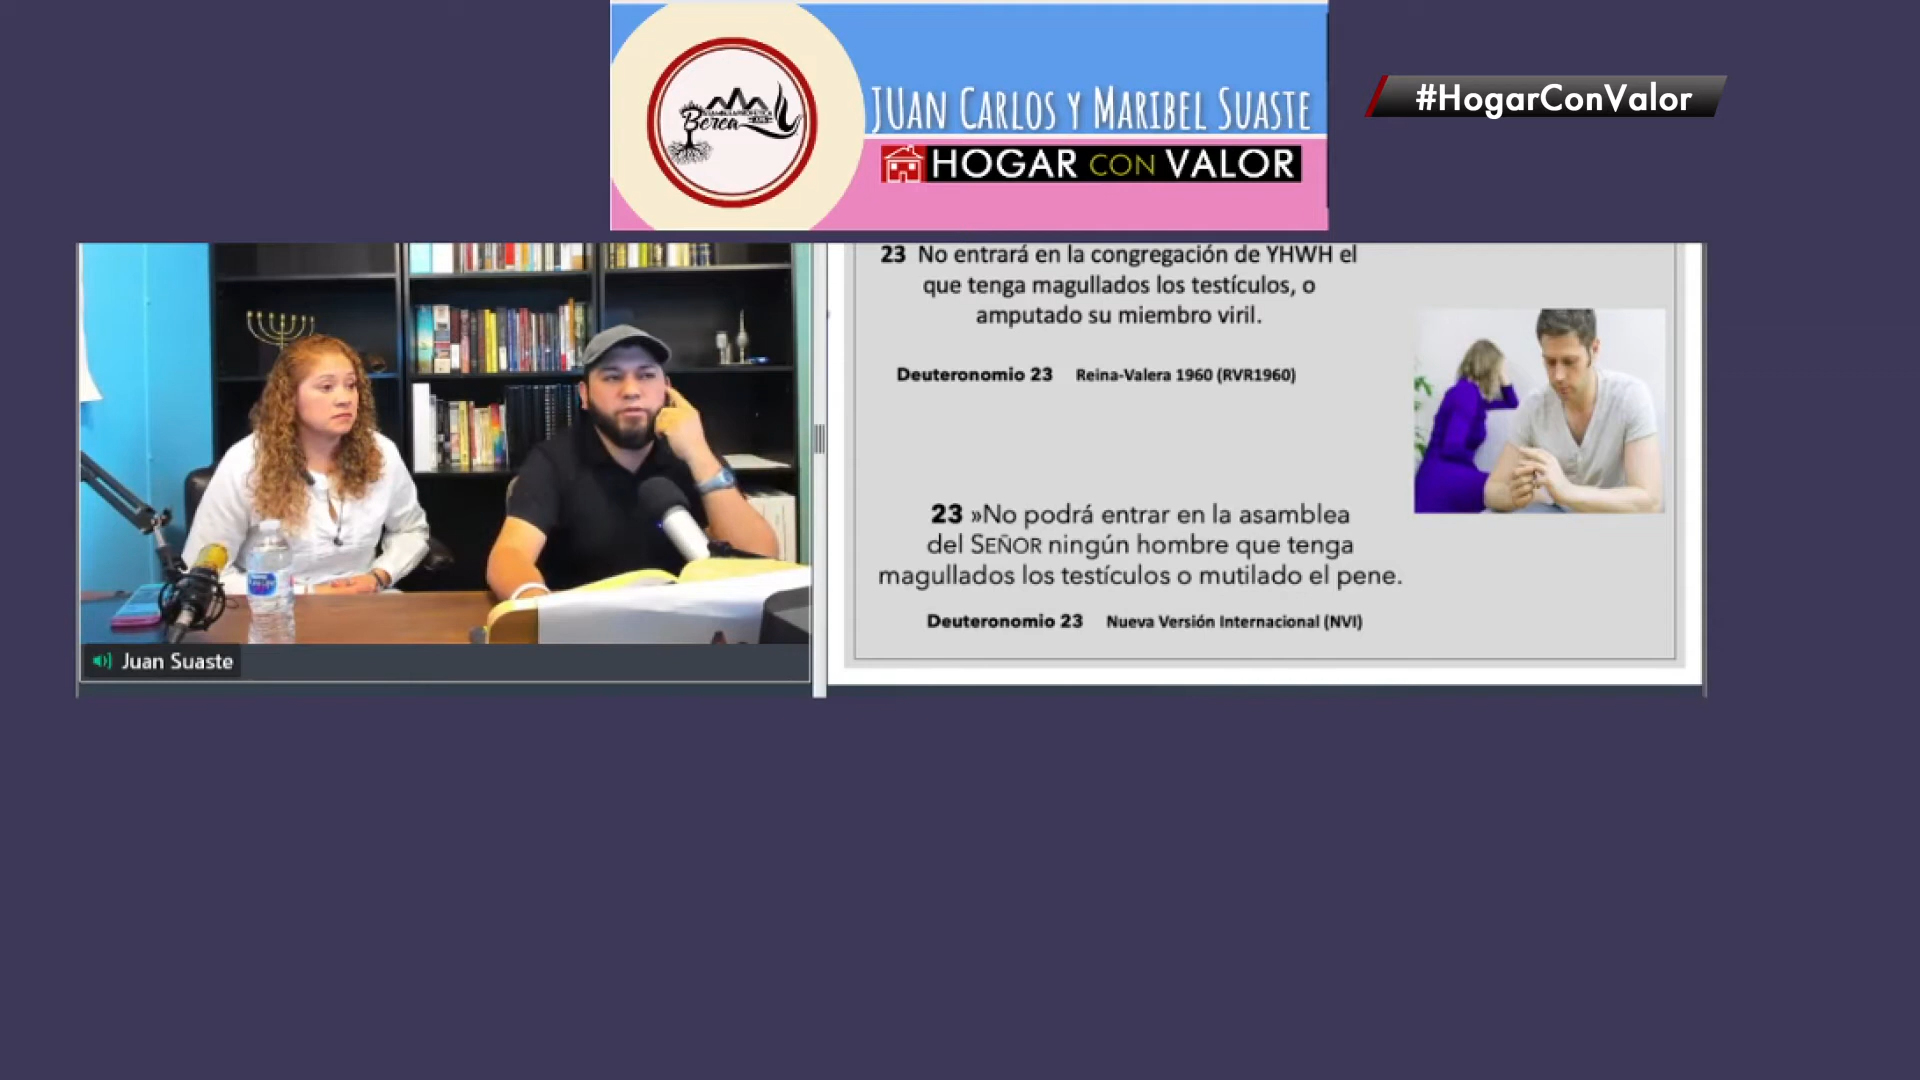 Berea
JUAN CARLOS Y MARIBEL SUASTE
HOGAR CON VALOR
#HogarConValor
23 No entrará en la congregación de YHWH el
que tenga magullados los testículos, o
amputado su miembro viril.
Deuteronomio 23 Reina-Valera 1960 (RVR1960)
23 »No podrá entrar en la asamblea
del SEÑOR ningún hombre que tenga
magullados los testículos o mutilado el pene.
Deuteronomio 23 Nueva Versión Internacional (NVI)
Juan Suaste